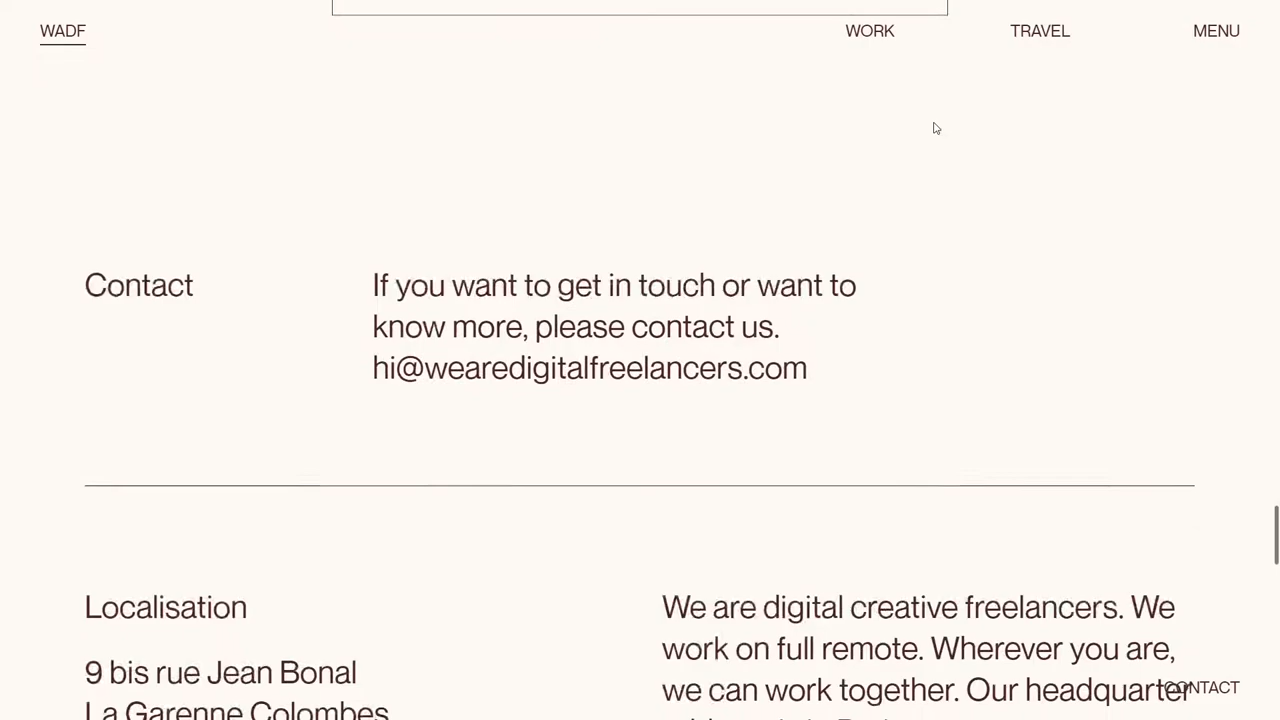 WADF
WORK
TRAVEL
MENU
Contact
If you want to get in touch or want to
know more, please contact us.
hi@wearedigitalfreelancers.com
Localisation
9 bis rue Jean Bonal
La Garenne Colombes
We are digital creative freelancers. We
work on full remote. Wherever you are,
we can work together. Our headquarter
CONTACT